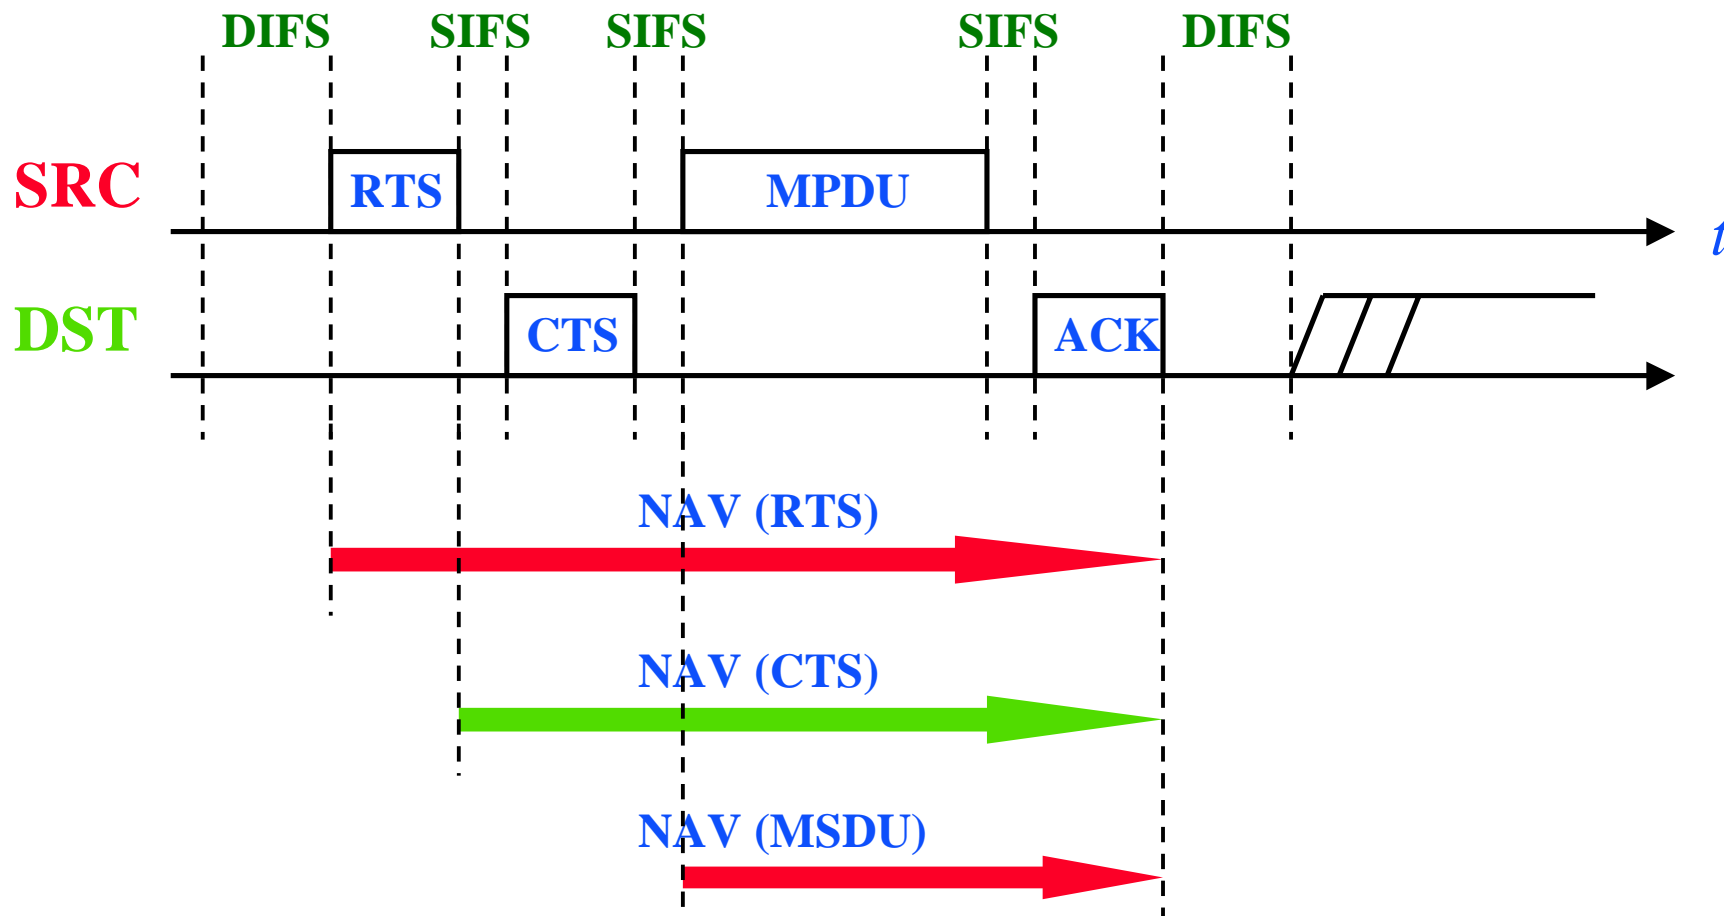 DIFS SIFS SIFS SIFS DIFS
SRC RTS MPDU
t
DST CTS ACK
NAV (RTS)
NAV (CTS)
NAV (MSDU)